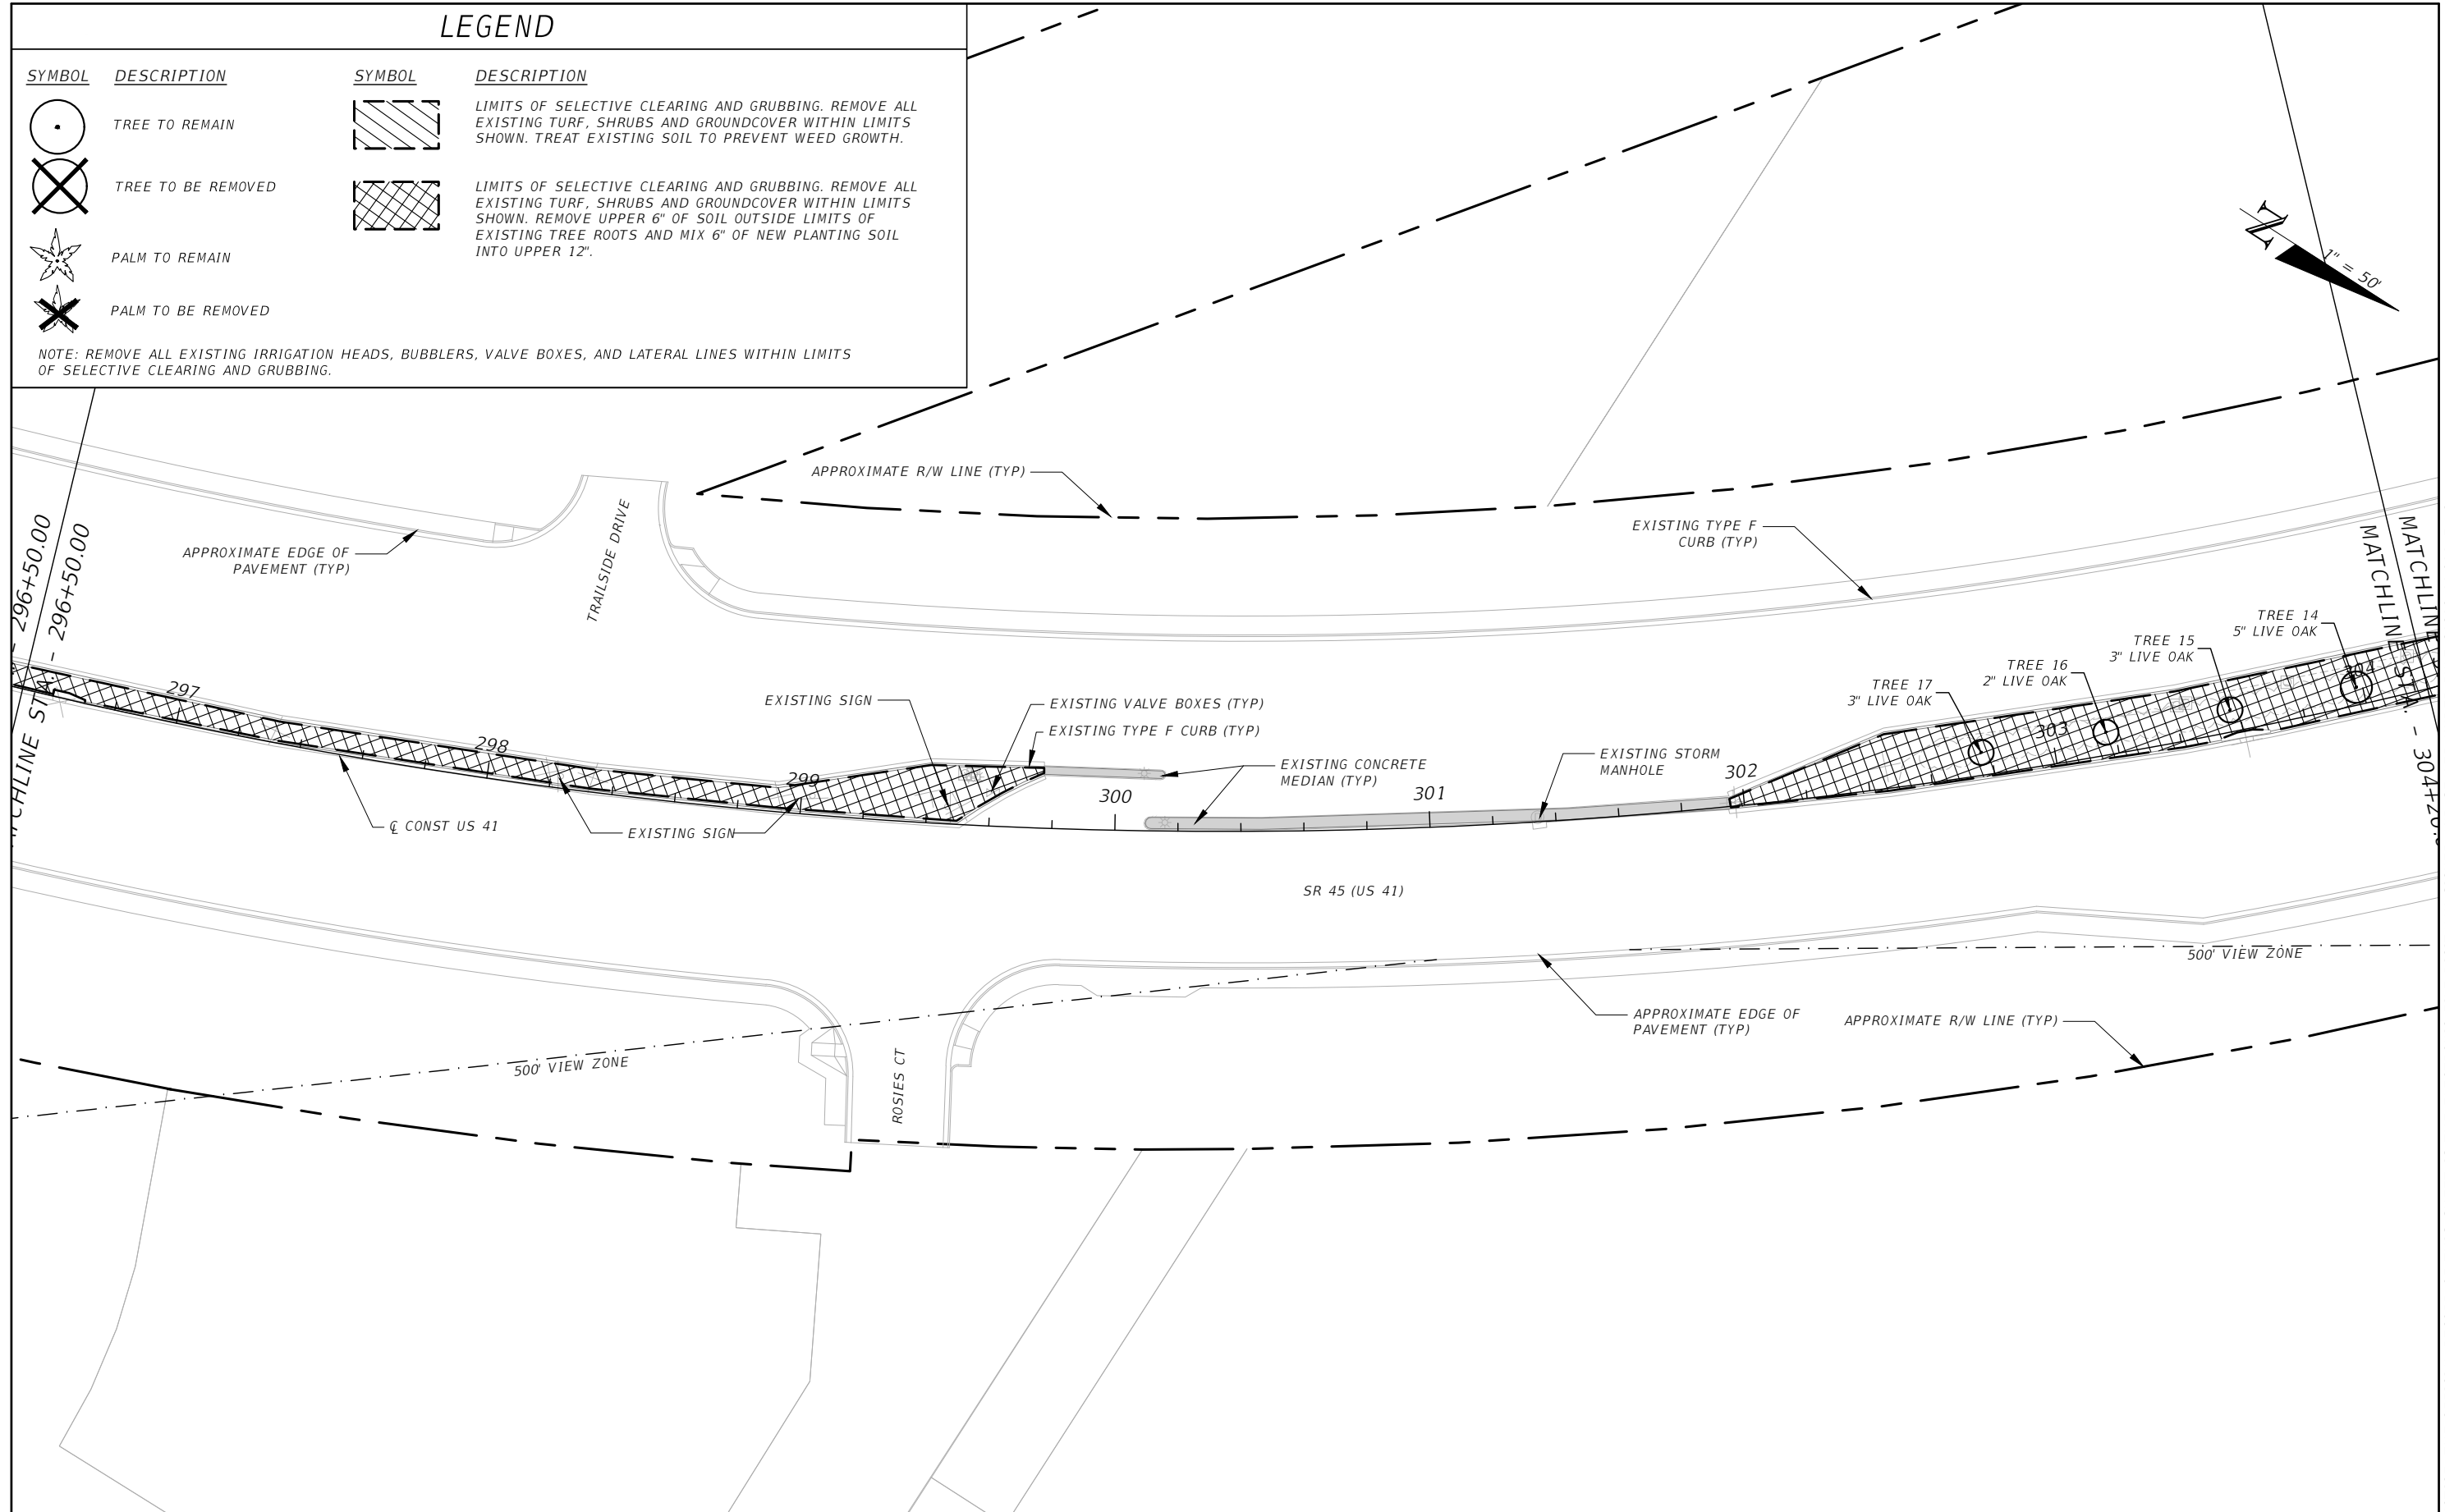 LEGEND
SYMBOL
DESCRIPTION
SYMBOL
DESCRIPTION
TREE TO REMAIN
TREE TO BE REMOVED
PALM TO REMAIN
PALM TO BE REMOVED
LIMITS OF SELECTIVE CLEARING AND GRUBBING. REMOVE ALL
EXISTING TURF, SHRUBS AND GROUNDCOVER WITHIN LIMITS
SHOWN. TREAT EXISTING SOIL TO PREVENT WEED GROWTH.
LIMITS OF SELECTIVE CLEARING AND GRUBBING. REMOVE ALL
EXISTING TURF, SHRUBS AND GROUNDCOVER WITHIN LIMITS
SHOWN. REMOVE UPPER 6" OF SOIL OUTSIDE LIMITS OF
EXISTING TREE ROOTS AND MIX 6" OF NEW PLANTING SOIL
INTO UPPER 12".
NOTE: REMOVE ALL EXISTING IRRIGATION HEADS, BUBBLERS, VALVE BOXES, AND LATERAL LINES WITHIN LIMITS
OF SELECTIVE CLEARING AND GRUBBING.
N
1" = 50'
APPROXIMATE R/W LINE (TYP)
EXISTING TYPE F
CURB (TYP)
APPROXIMATE EDGE OF
PAVEMENT (TYP)
TRAILSIDE DRIVE
- 296+50.00
MATCHLINE STA. - 296+50.00
MATCHLINE
MATCHLINE STA. - 304+20.
TREE 14
5" LIVE OAK
TREE 15
3" LIVE OAK
TREE 16
2" LIVE OAK
TREE 17
3" LIVE OAK
297
298
299
300
301
302
303
304
EXISTING SIGN
EXISTING VALVE BOXES (TYP)
EXISTING TYPE F CURB (TYP)
EXISTING CONCRETE
MEDIAN (TYP)
EXISTING STORM
MANHOLE
℄ CONST US 41
EXISTING SIGN
SR 45 (US 41)
500' VIEW ZONE
500' VIEW ZONE
APPROXIMATE EDGE OF
PAVEMENT (TYP)
APPROXIMATE R/W LINE (TYP)
ROSIES CT